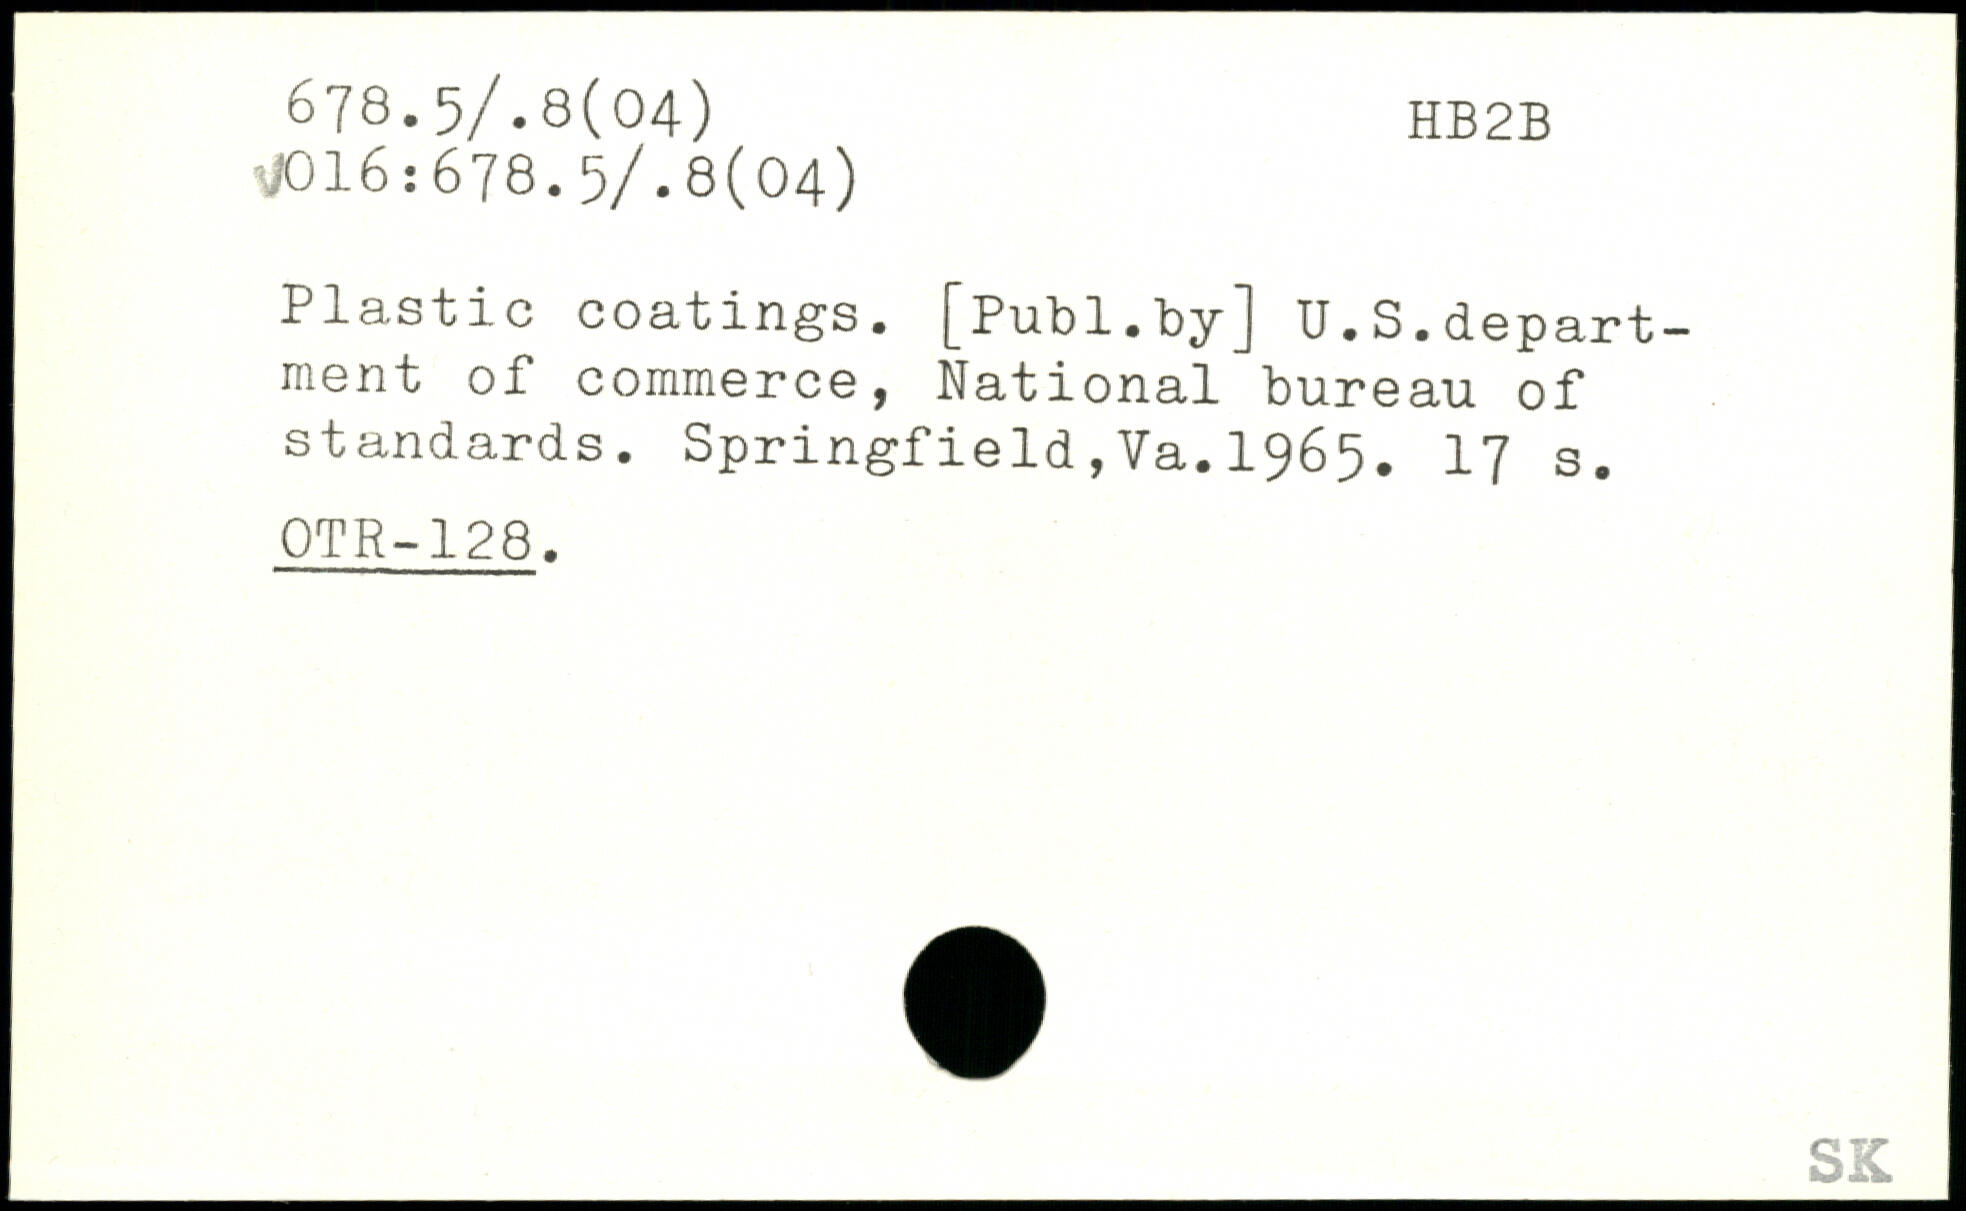 678.5/.8(04)
HB2B
√016:678.5/.8(04)
Plastic coatings. [Publ.by] U.S.depart-
ment of commerce, National bureau of
standards. Springfield,Va.1965. 17 s.
OTR-128.
SK